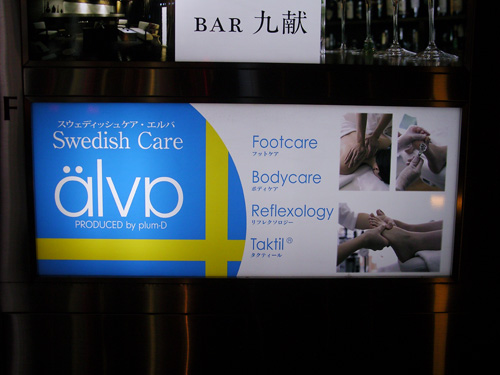 BAR 九献
F
スウェディッシュケア・エルバ
Swedish Care
älva
PRODUCED by plum-D
Footcare
フットケア
Bodycare
ボディケア
Reflexology
リフレクソロジー
Taktil®
タクティール